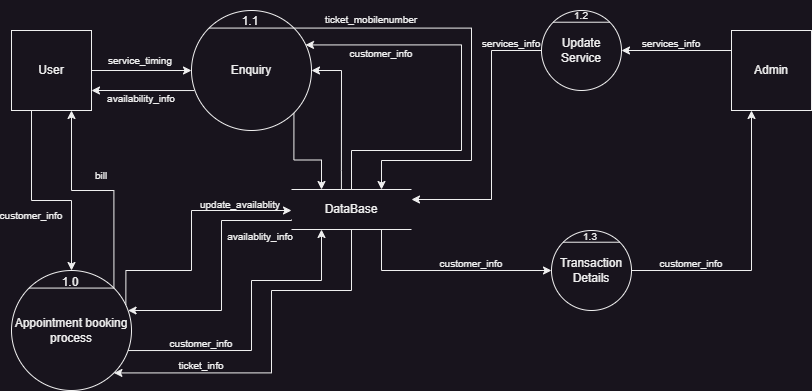 1.1
ticket_mobilenumber
1.2
services_info
Update
Service
services_info
customer_info
User
service_timing
Enquiry
Admin
availability_info
bill
update_availablity
DataBase
customer_info
availablity_info
1.3
customer_info
Transaction
Details
customer_info
1.0
Appointment booking
process
customer_info
ticket_info